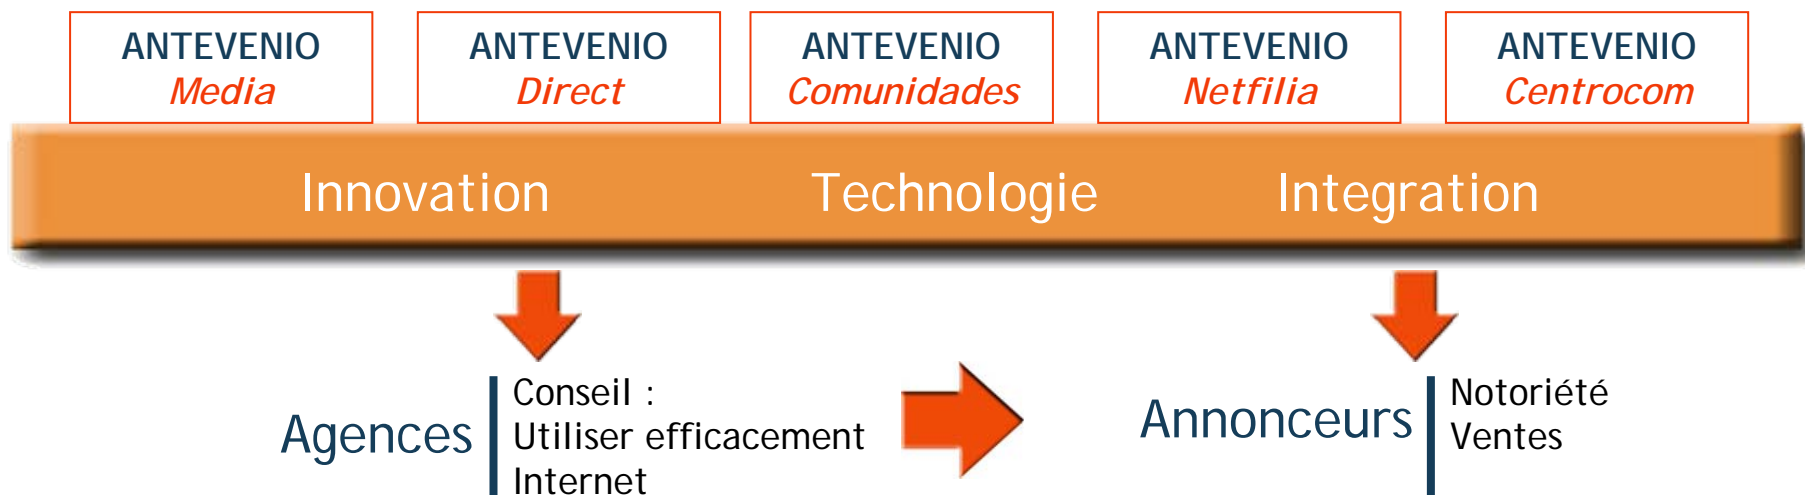 ANTEVENIO
Media
ANTEVENIO
Direct
ANTEVENIO
Comunidades
ANTEVENIO
Netfilia
ANTEVENIO
Centrocom
Innovation Technologie Integration
Agences
Conseil :
Utiliser efficacement
Internet
Annonceurs
Notoriété
Ventes